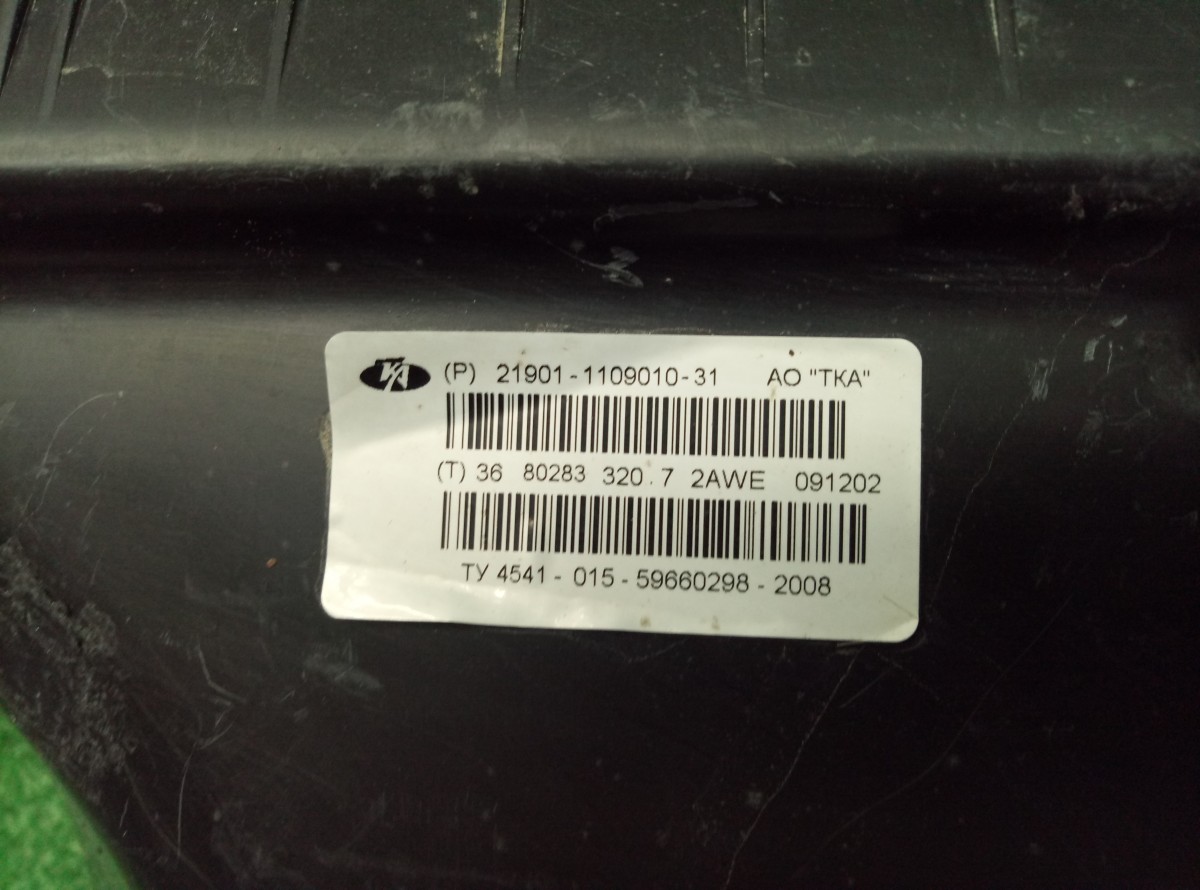 (P) 21901-1109010-31 АО "ТКА"
(T) 36 80283 320.7 2AWE 091202
ТУ 4541 - 015 - 59660298 - 2008